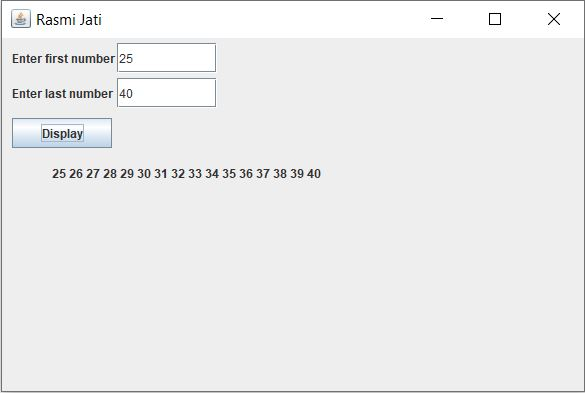 Rasmi Jati
Enter first number 25
Enter last number 40
Display
25 26 27 28 29 30 31 32 33 34 35 36 37 38 39 40